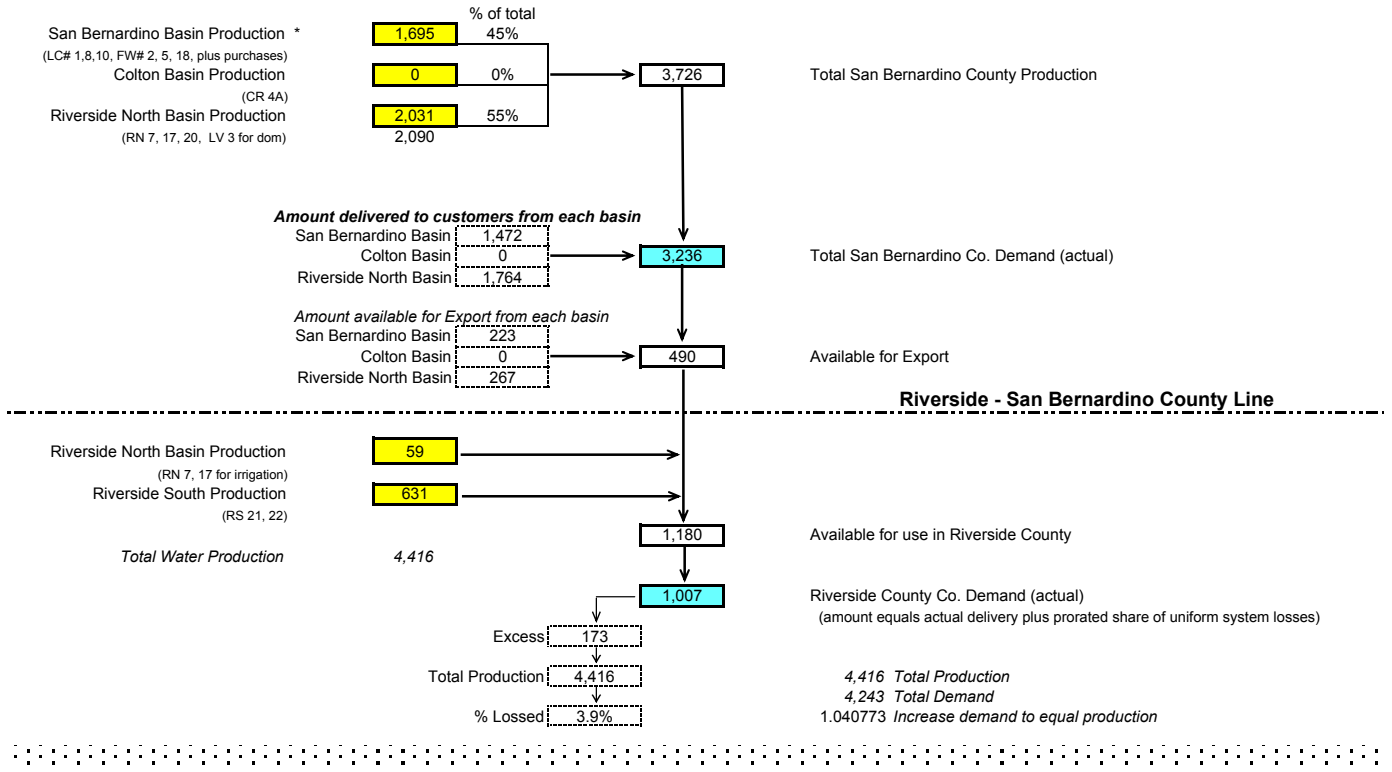 % of total
San Bernardino Basin Production * 1,695 45%
(LC# 1,8,10, FW# 2, 5, 18, plus purchases)
Colton Basin Production 0 0% 3,726 Total San Bernardino County Production
(CR 4A)
Riverside North Basin Production 2,031 55%
(RN 7, 17, 20, LV 3 for dom) 2,090
Amount delivered to customers from each basin
San Bernardino Basin 1,472
Colton Basin 0 3,236 Total San Bernardino Co. Demand (actual)
Riverside North Basin 1,764
Amount available for Export from each basin
San Bernardino Basin 223
Colton Basin 0 490 Available for Export
Riverside North Basin 267
Riverside - San Bernardino County Line
Riverside North Basin Production 59
(RN 7, 17 for irrigation)
Riverside South Production 631
(RS 21, 22)
1,180 Available for use in Riverside County
Total Water Production 4,416
1,007 Riverside County Co. Demand (actual)
(amount equals actual delivery plus prorated share of uniform system losses)
Excess 173
Total Production 4,416 4,416 Total Production
4,243 Total Demand
% Lossed 3.9% 1.040773 Increase demand to equal production